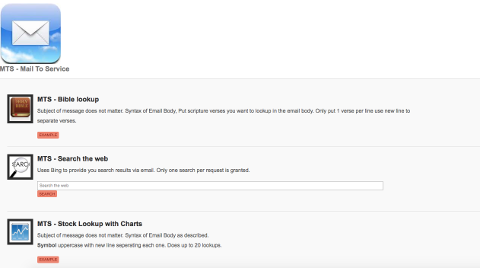 MTS - Mail To Service
MTS - Bible lookup
Subject of message does not matter. Syntax of Email Body, Put scripture verses you want to lookup in the email body. Only put 1 verse per line use new line to
separate verses.
EXAMPLE
MTS - Search the web
Uses Bing to provide you search results via email. Only one search per request is granted.
Search the web
SEARCH
MTS - Stock Lookup with Charts
Subject of message does not matter. Syntax of Email Body as described.
Symbol uppercase with new line seperating each one. Does up to 20 lookups.
EXAMPLE